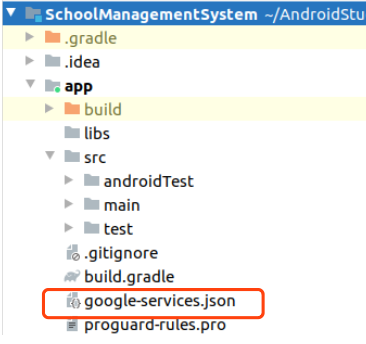 SchoolManagementSystem ~/AndroidStu
.gradle
.idea
app
build
libs
src
androidTest
main
test
.gitignore
build.gradle
google-services.json
proguard-rules.pro